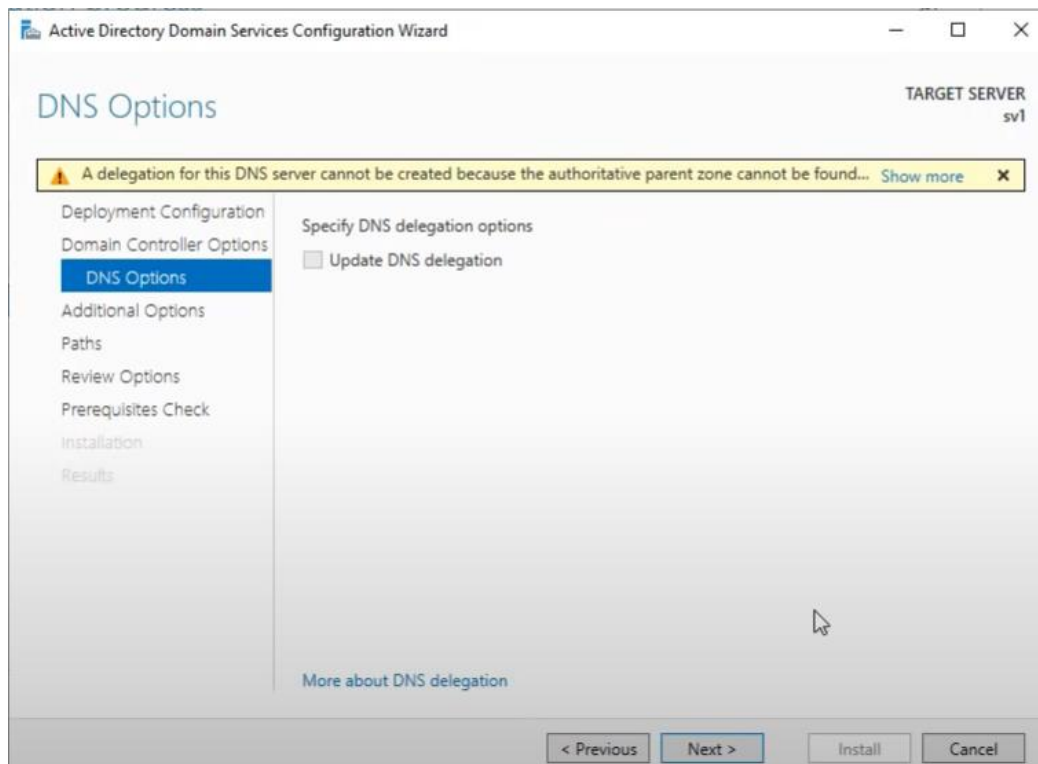 Active Directory Domain Services Configuration Wizard
DNS Options
TARGET SERVER
sv1
A delegation for this DNS server cannot be created because the authoritative parent zone cannot be found... Show more
Deployment Configuration
Domain Controller Options
DNS Options
Additional Options
Paths
Review Options
Prerequisites Check
Installation
Results
Specify DNS delegation options
Update DNS delegation
More about DNS delegation
< Previous Next > Install Cancel